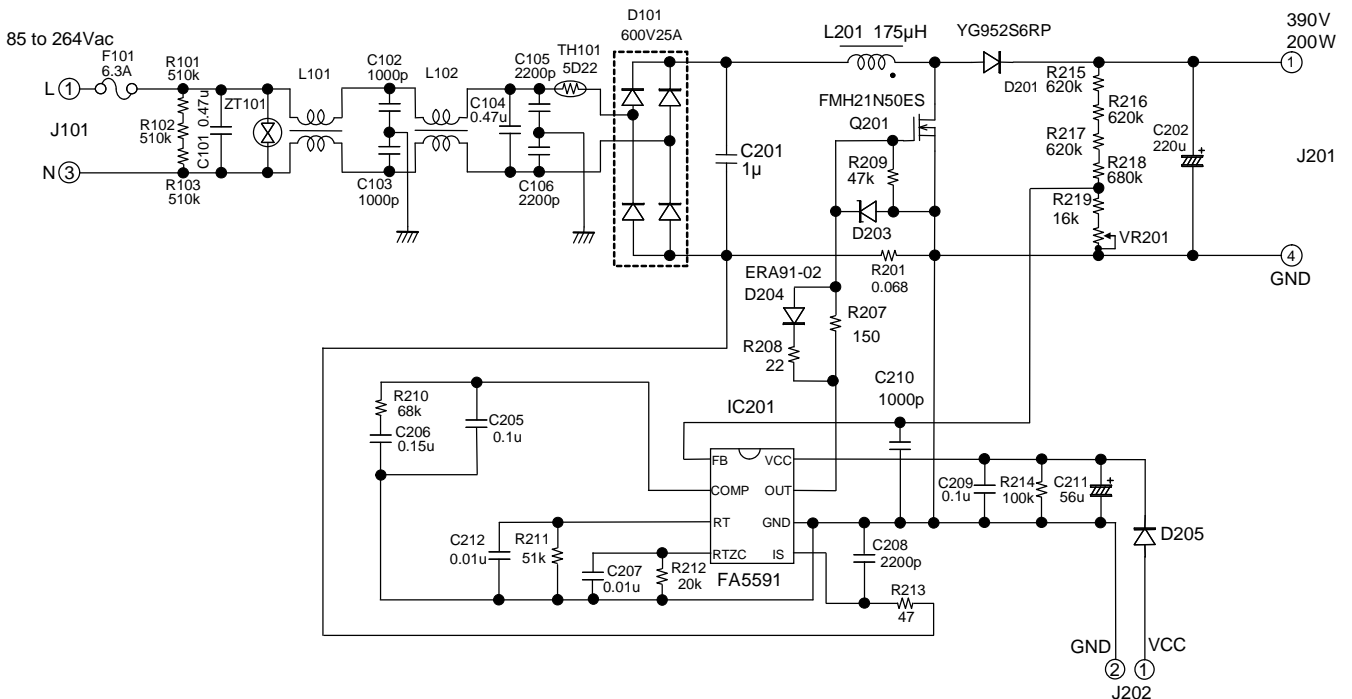 85 to 264Vac
F101
6.3A
L 1
J101
N 3
R101
510k
R102
510k
R103
510k
C101 0.47u
ZT101
L101
C102
1000p
C103
1000p
L102
C104
0.47u
C105
2200p
C106
2200p
TH101
5D22
D101
600V25A
C201
1µ
L201 175µH
YG952S6RP
D201
FMH21N50ES
Q201
R209
47k
D203
R201
0.068
R215
620k
R216
620k
R217
620k
R218
680k
R219
16k
VR201
C202
220u
+
390V
200W
1
J201
4
GND
ERA91-02
D204
R207
150
R208
22
C210
1000p
R210
68k
C206
0.15u
C205
0.1u
IC201
FB
VCC
COMP
OUT
RT
GND
RTZC
IS
FA5591
C212
0.01u
R211
51k
C207
0.01u
R212
20k
C208
2200p
R213
47
C209
0.1u
R214
100k
C211
56u
+
D205
GND
VCC
2
1
J202